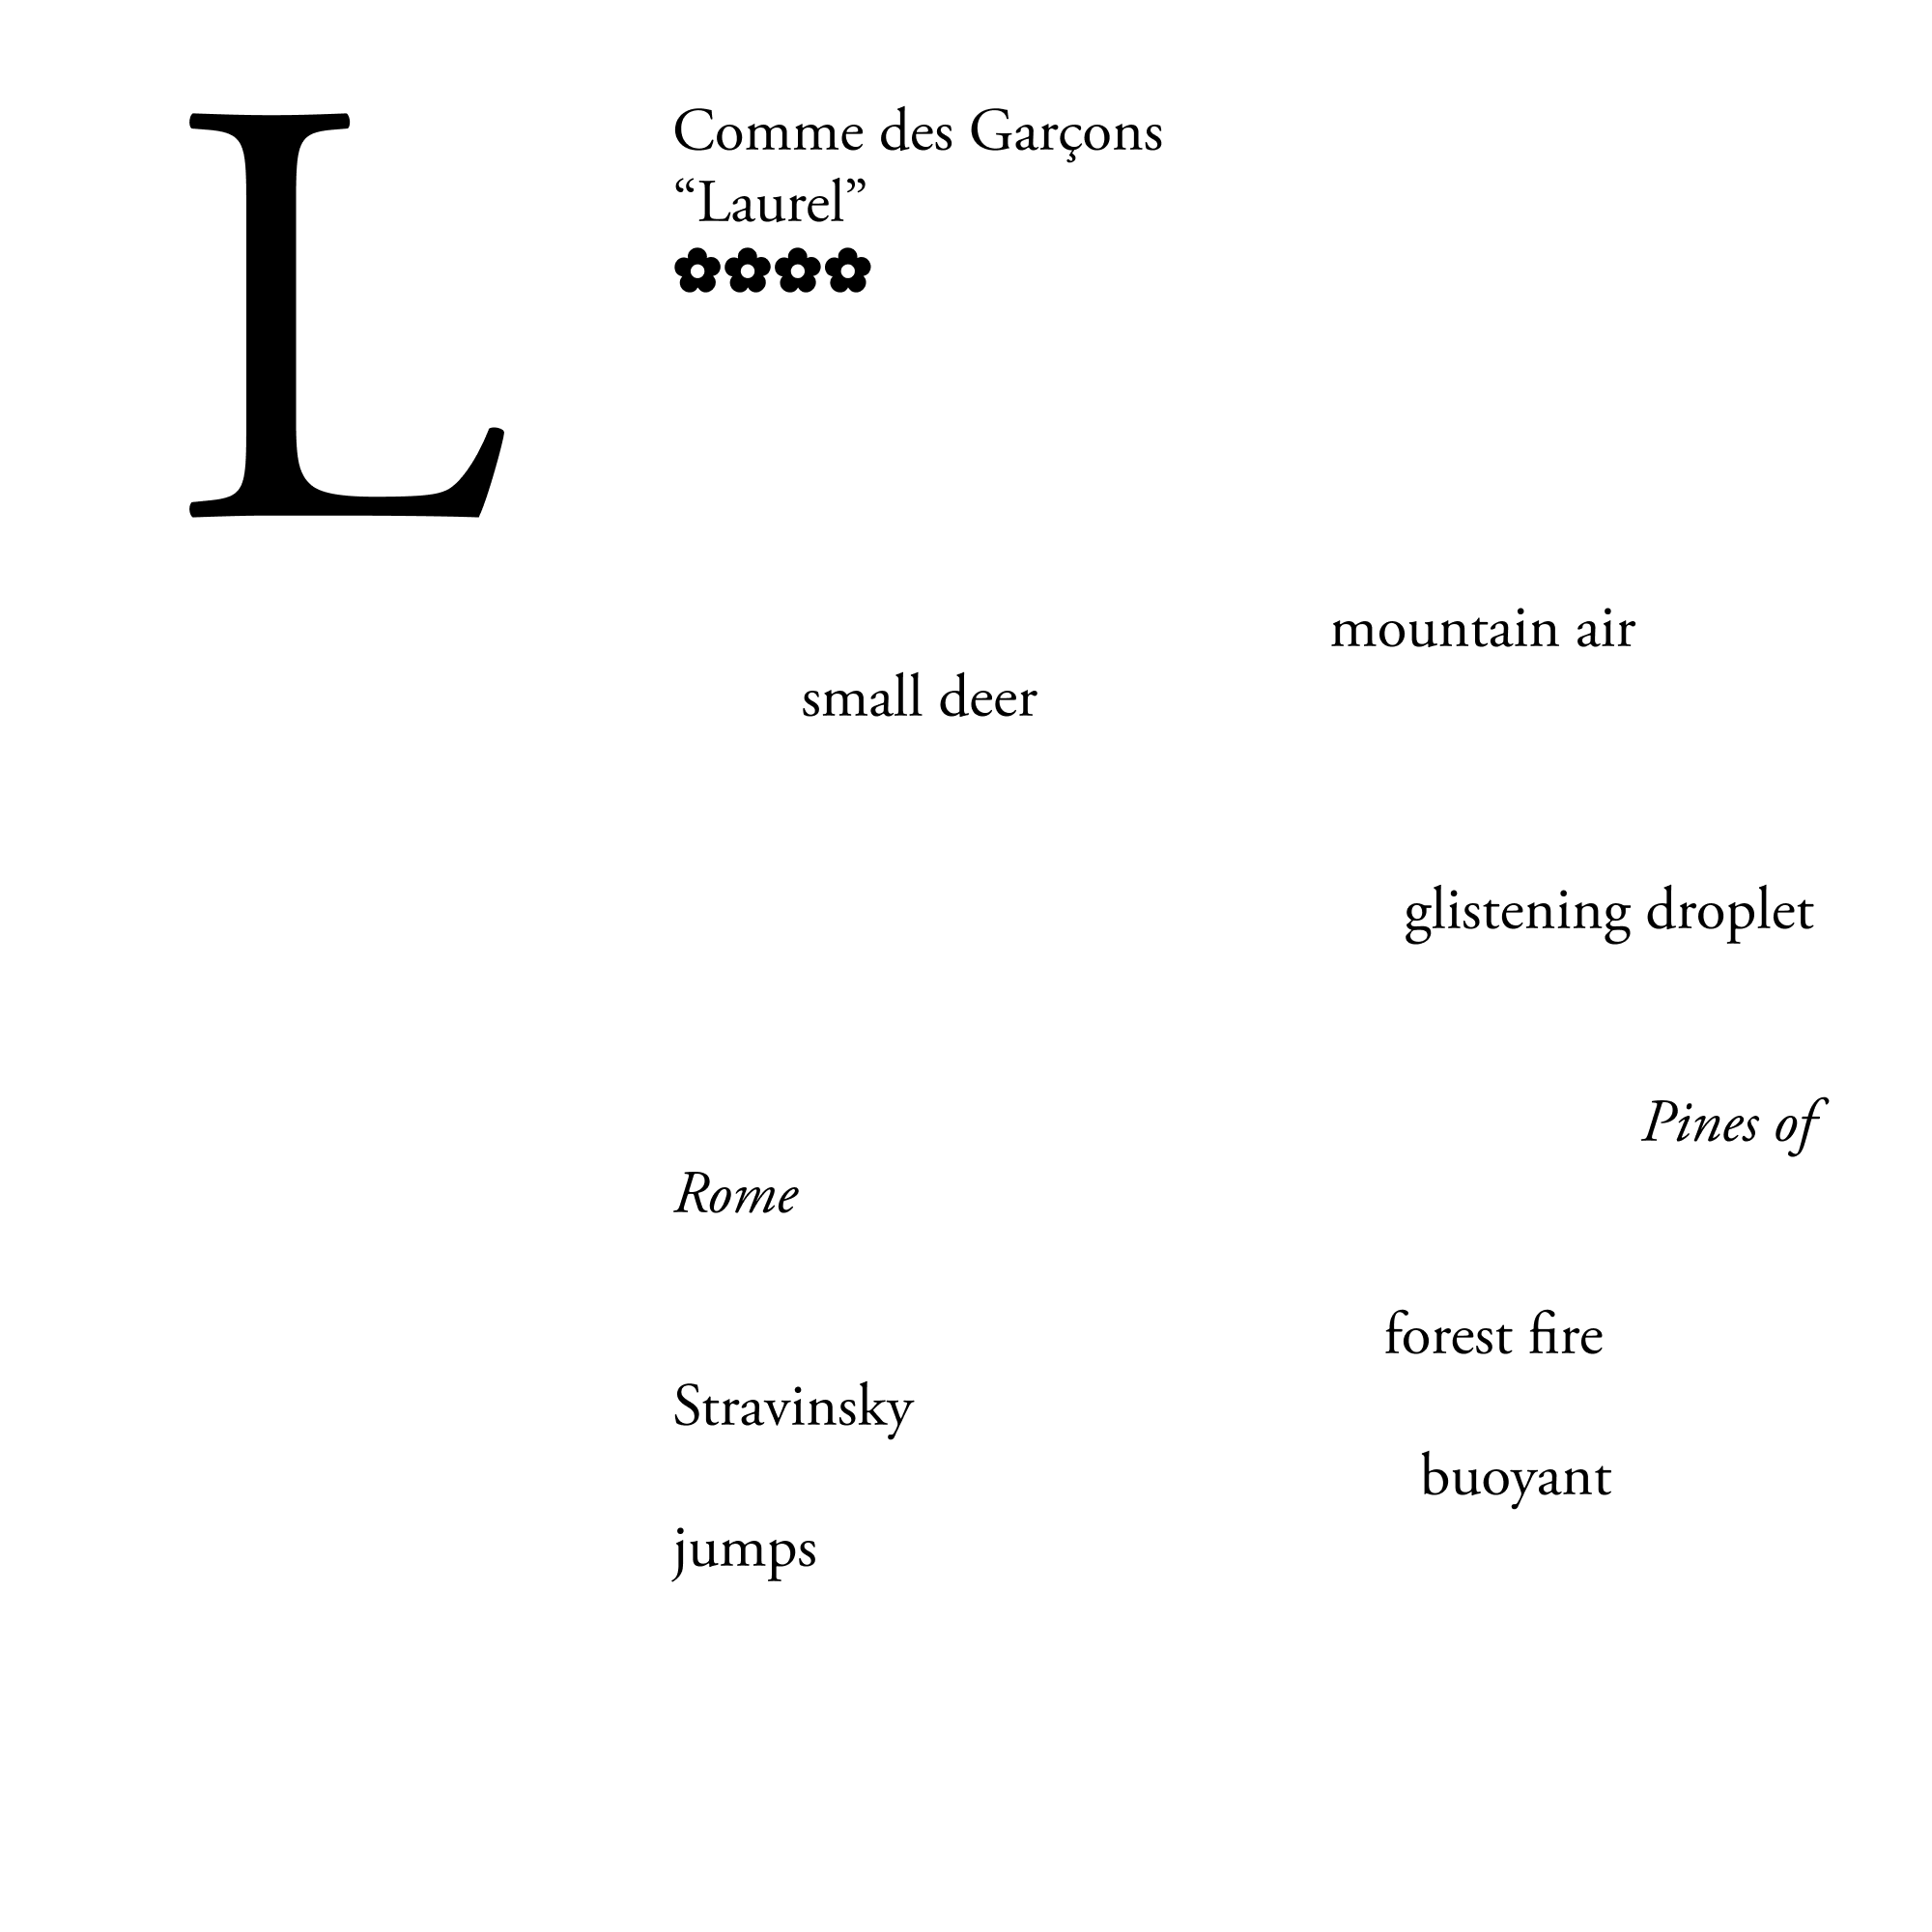 L
Comme des Garçons
“Laurel”
✿✿✿✿
mountain air
small deer
glistening droplet
Pines of
Rome
forest fire
Stravinsky
buoyant
jumps